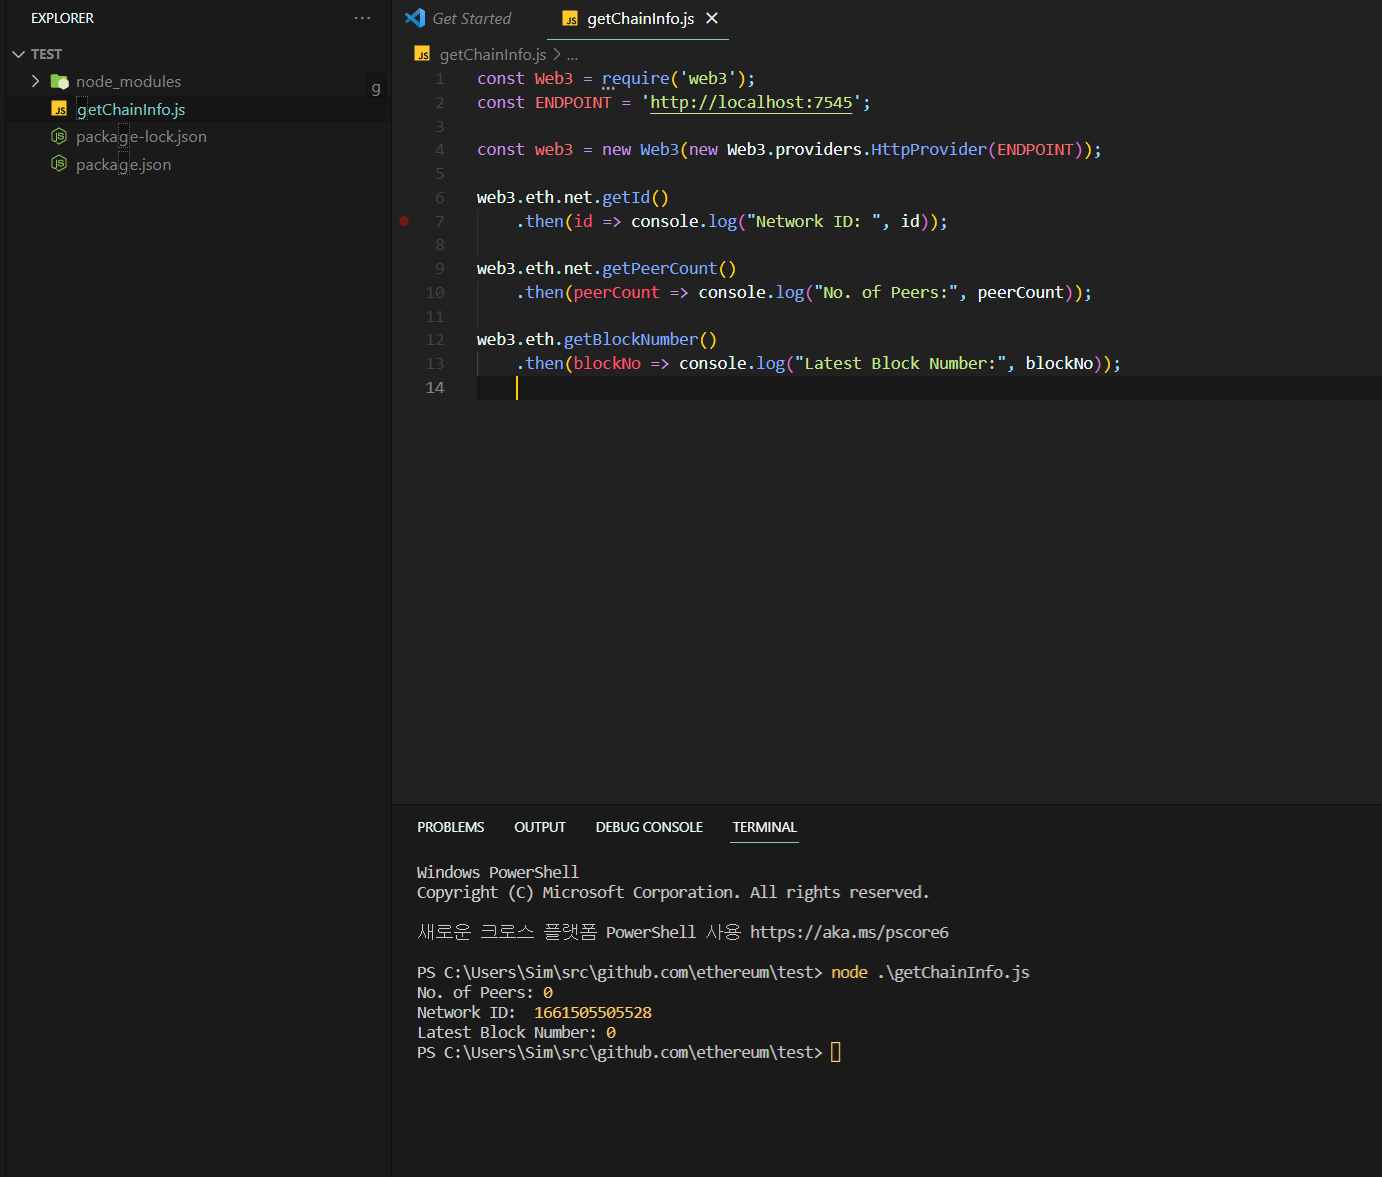 EXPLORER
TEST
node_modules
g
getChainInfo.js
package-lock.json
package.json
Get Started
JS getChainInfo.js
JS getChainInfo.js > ...
1 const Web3 = require('web3');
2 const ENDPOINT = 'http://localhost:7545';
3
4 const web3 = new Web3(new Web3.providers.HttpProvider(ENDPOINT));
5
6 web3.eth.net.getId()
7 .then(id => console.log("Network ID: ", id));
8
9 web3.eth.net.getPeerCount()
10 .then(peerCount => console.log("No. of Peers:", peerCount));
11
12 web3.eth.getBlockNumber()
13 .then(blockNo => console.log("Latest Block Number:", blockNo));
14
PROBLEMS OUTPUT DEBUG CONSOLE TERMINAL
Windows PowerShell
Copyright (C) Microsoft Corporation. All rights reserved.
새로운 크로스 플랫폼 PowerShell 사용 https://aka.ms/pscore6
PS C:\Users\Sim\src\github.com\ethereum\test> node .\getChainInfo.js
No. of Peers: 0
Network ID:  1661505505528
Latest Block Number: 0
PS C:\Users\Sim\src\github.com\ethereum\test>